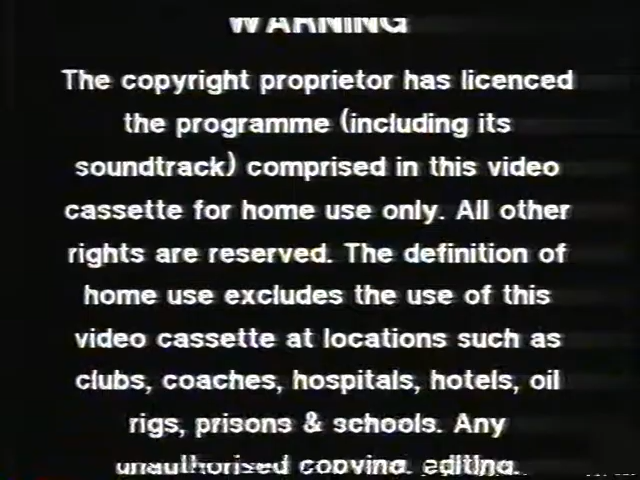 WARNING
The copyright proprietor has licenced
the programme (including its
soundtrack) comprised in this video
cassette for home use only. All other
rights are reserved. The definition of
home use excludes the use of this
video cassette at locations such as
clubs, coaches, hospitals, hotels, oil
rigs, prisons & schools. Any
unauthorised copying, editing,